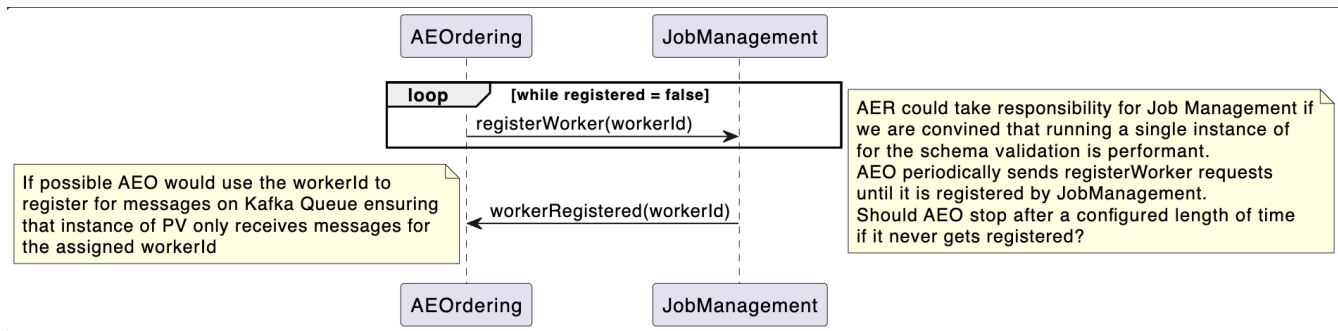 AEOrdering
JobManagement
loop
[while registered = false]
registerWorker(workerId)
AER could take responsibility for Job Management if
we are convined that running a single instance of
for the schema validation is performant.
AEO periodically sends registerWorker requests
until it is registered by JobManagement.
Should AEO stop after a configured length of time
if it never gets registered?
If possible AEO would use the workerId to
register for messages on Kafka Queue ensuring
that instance of PV only receives messages for
the assigned workerId
workerRegistered(workerId)
AEOrdering
JobManagement